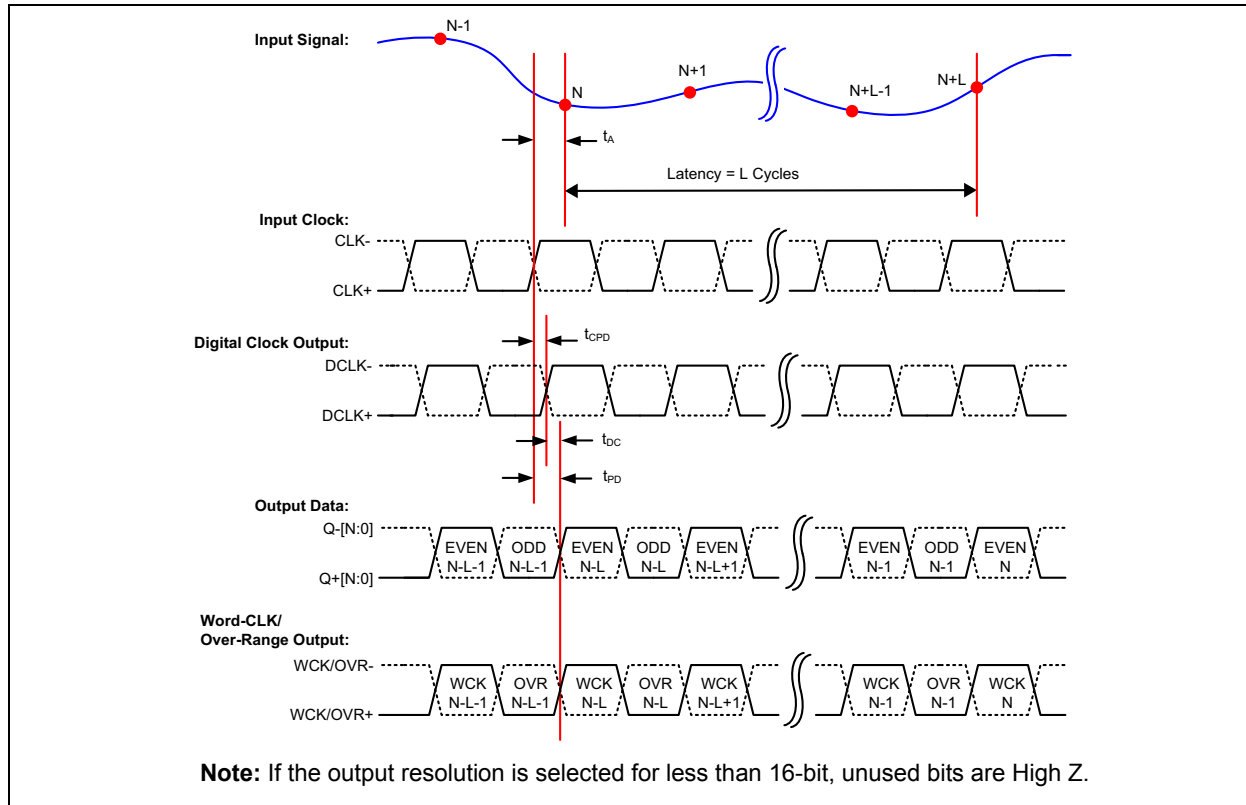 Input Signal:
N-1
N
N+1
N+L-1
N+L
tA
Latency = L Cycles
Input Clock:
CLK-
CLK+
tCPD
Digital Clock Output:
DCLK-
DCLK+
tDC
tPD
Output Data:
Q-[N:0]
Q+[N:0]
EVEN ODD EVEN ODD EVEN EVEN ODD EVEN
N-L-1 N-L-1 N-L N-L N-L+1 N-1 N-1 N
Word-CLK/
Over-Range Output:
WCK/OVR-
WCK/OVR+
WCK OVR WCK OVR WCK WCK OVR WCK
N-L-1 N-L-1 N-L N-L N-L+1 N-1 N-1 N
Note: If the output resolution is selected for less than 16-bit, unused bits are High Z.